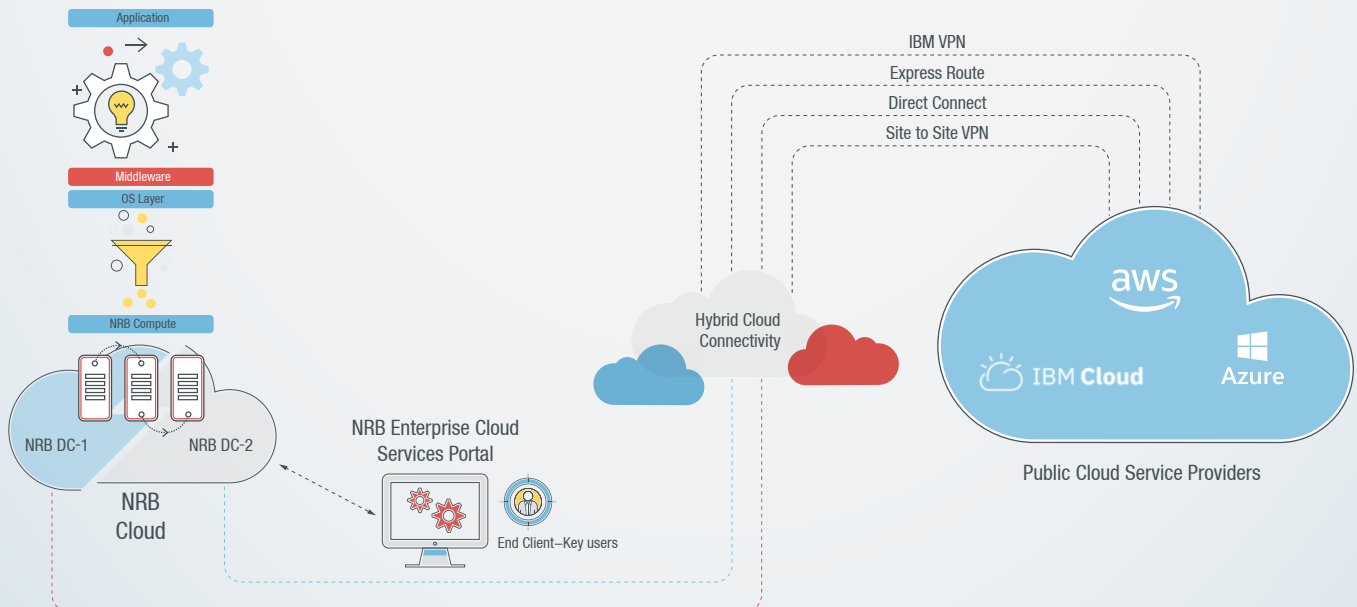 Application
Middleware
OS Layer
NRB Compute
NRB DC-1
NRB DC-2
NRB
Cloud
NRB Enterprise Cloud
Services Portal
End Client–Key users
IBM VPN
Express Route
Direct Connect
Site to Site VPN
Hybrid Cloud
Connectivity
aws
IBM Cloud
Azure
Public Cloud Service Providers